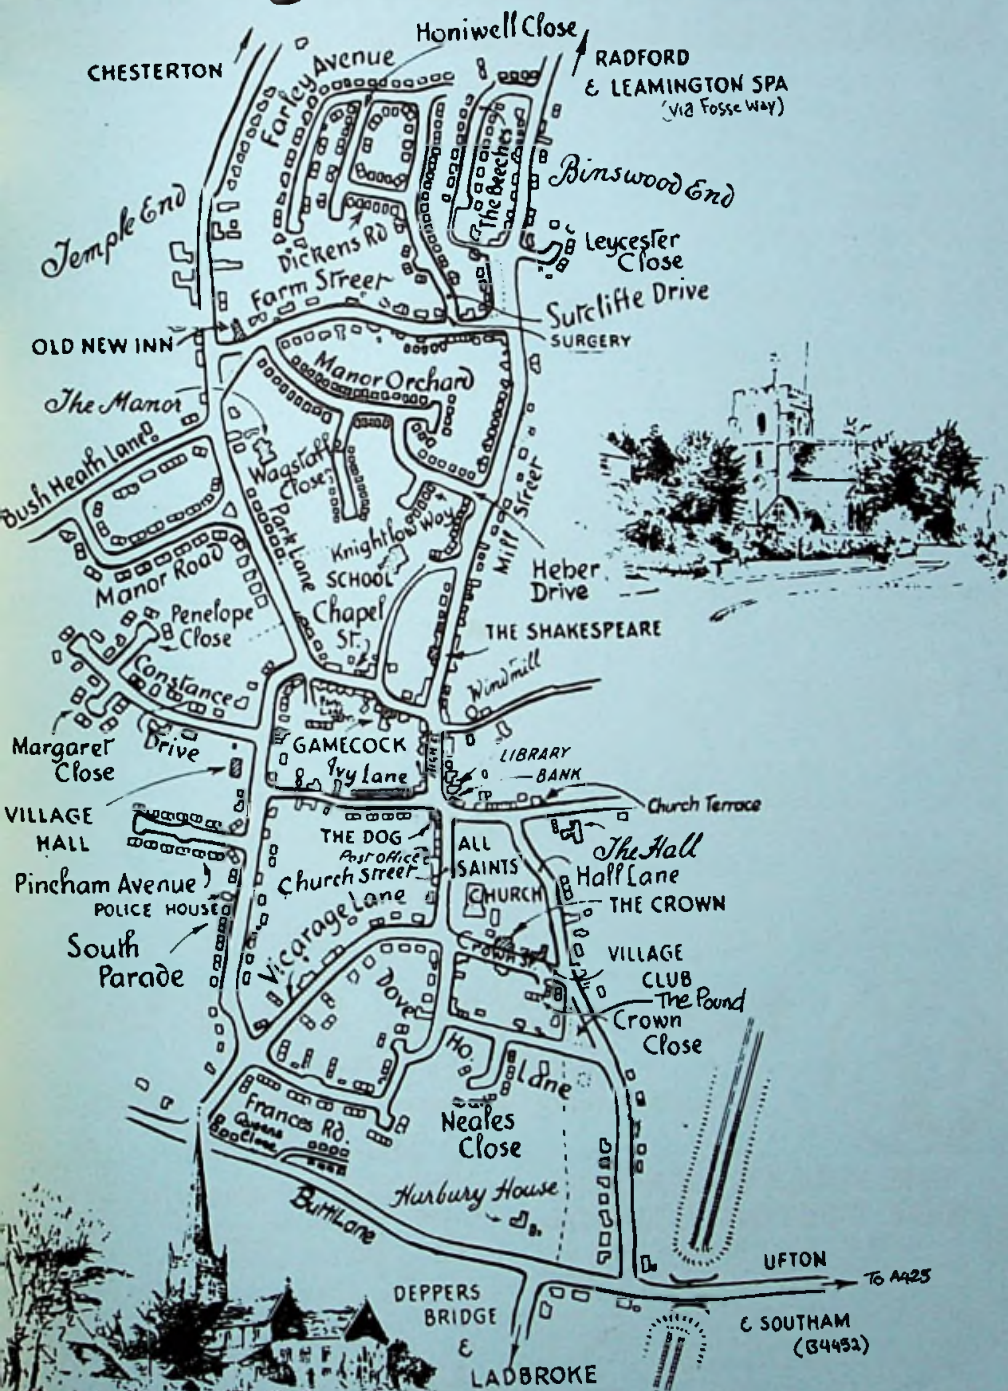 Honiwell Close
CHESTERTON
Farley Avenue
RADFORD
& LEAMINGTON SPA
(via Fosse Way)
The Beeches
Binswood End
Temple End
Dickens Rd
Leycester
Close
Farm Street
Sutcliffe Drive
OLD NEW INN
SURGERY
Manor Orchard
The Manor
Bush Heath Lane
Wagstaff
Close
Park Lane
Knightlow Way
Mill Street
SCHOOL
Heber
Drive
Manor Road
Penelope
Close
Chapel
St.
THE SHAKESPEARE
Constance
Drive
Windmill
Margaret
Close
GAMECOCK
Ivy Lane
HIGH ST
LIBRARY
BANK
Church Terrace
VILLAGE
HALL
THE DOG
Post office
Church Street
ALL
SAINTS
CHURCH
The Hall
Hall Lane
THE CROWN
Pincham Avenue
POLICE HOUSE
South
Parade
Vicarage Lane
Crown St
VILLAGE
CLUB
The Pound
Crown
Close
Dove
Ho.
Lane
Frances Rd.
Queens
Close
Neales
Close
Hurbury House
Butt Lane
DEPPERS
BRIDGE
&
LADBROKE
UFTON
To A425
& SOUTHAM
(B4452)